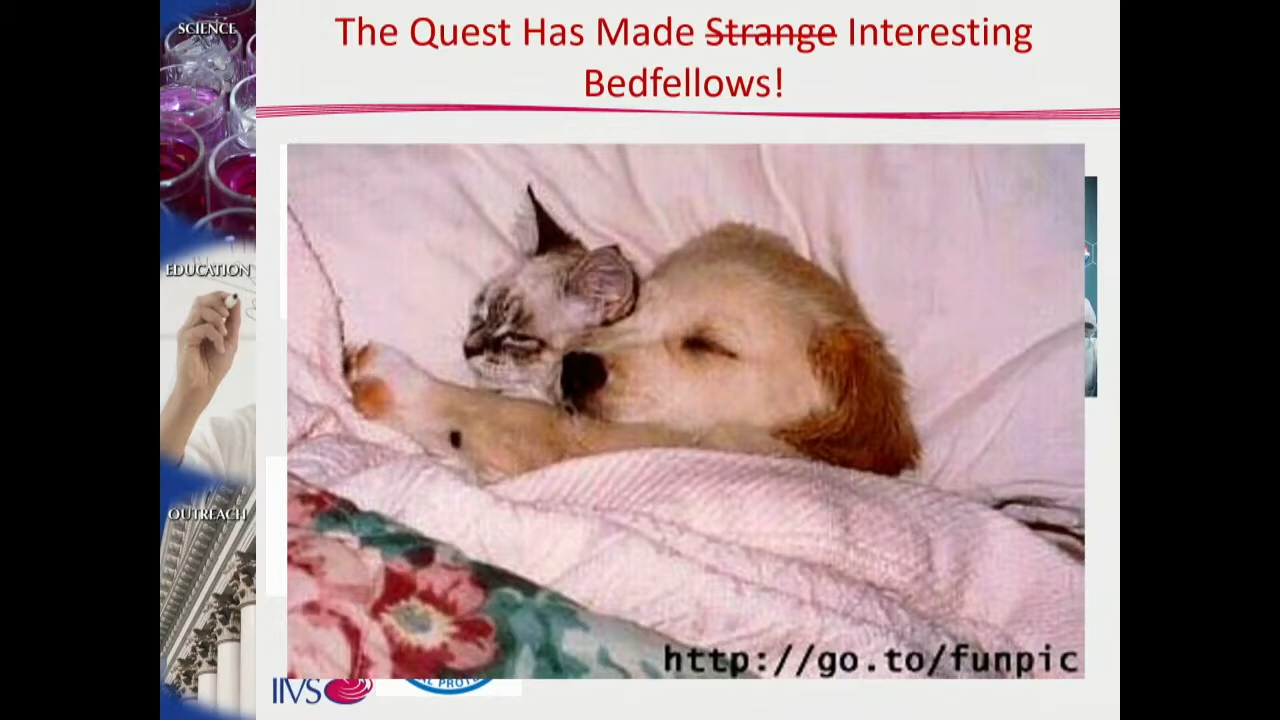 The Quest Has Made Strange Interesting
Bedfellows!
SCIENCE
EDUCATION
OUTREACH
http://go.to/funpic
IIVS